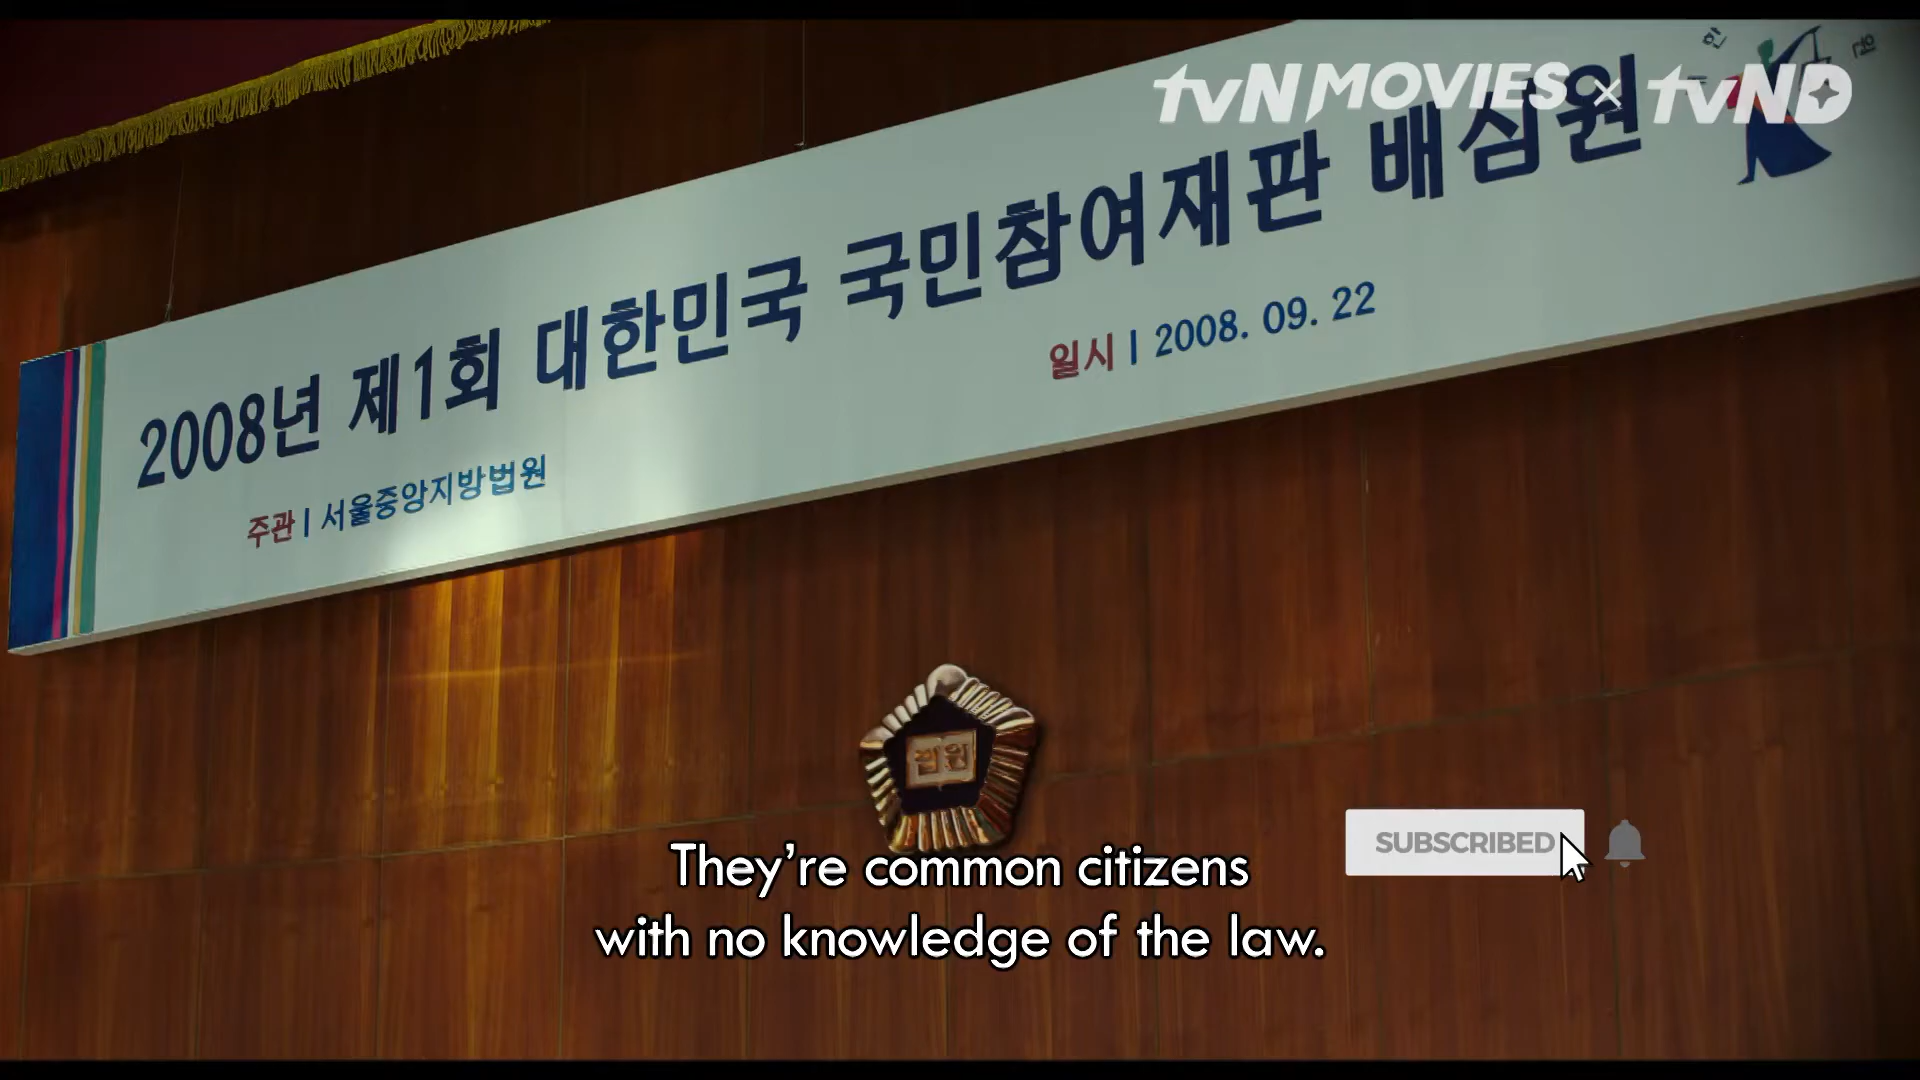 tvN MOVIES × tvND
2008년 제1회 대한민국 국민참여재판 배심원
일시 | 2008. 09. 22
주관 | 서울중앙지방법원
법원
SUBSCRIBED
They're common citizens
with no knowledge of the law.